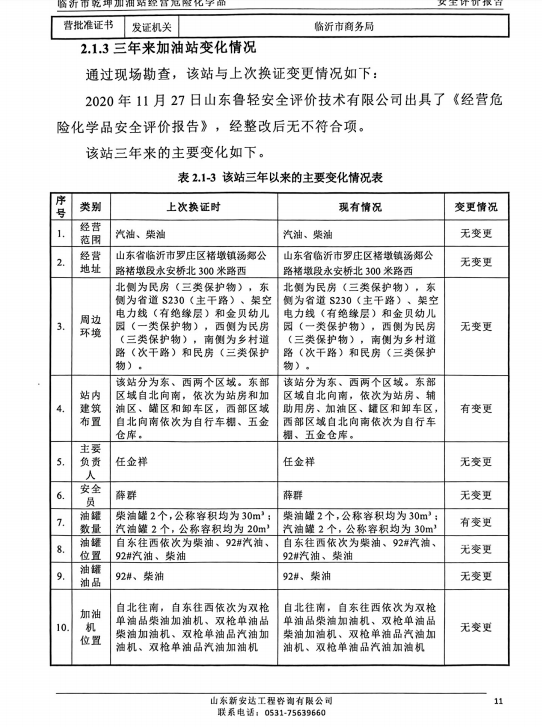 临沂市乾坤加油站经营危险化学品 安全评价报告
营批准证书 发证机关 临沂市商务局
2.1.3 三年来加油站变化情况
通过现场勘查，该站与上次换证变更情况如下：
2020 年 11 月 27 日山东鲁轻安全评价技术有限公司出具了《经营危
险化学品安全评价报告》，经整改后无不符合项。
该站三年来的主要变化如下。
表 2.1-3 该站三年以来的主要变化情况表
序号 类别 上次换证时 现有情况 变更情况
1. 经营范围 汽油、柴油 汽油、柴油 无变更
2. 经营地址 山东省临沂市罗庄区褚墩镇汤郯公路褚墩段永安桥北 300 米路西 山东省临沂市罗庄区褚墩镇汤郯公路褚墩段永安桥北 300 米路西 无变更
3. 周边环境 北侧为民房（三类保护物），东侧为省道 S230（主干路）、架空电力线（有绝缘层）和金贝幼儿园（一类保护物），西侧为民房（三类保护物），南侧为乡村道路（次干路）和民房（三类保护物）。 北侧为民房（三类保护物），东侧为省道 S230（主干路）、架空电力线（有绝缘层）和金贝幼儿园（一类保护物），西侧为民房（三类保护物），南侧为乡村道路（次干路）和民房（三类保护物）。 无变更
4. 站内建筑布置 该站分为东、西两个区域。东部区域自北向南，依次为站房和加油区、罐区和卸车区，西部区域自北向南依次为自行车棚、五金仓库。 该站分为东、西两个区域。东部区域自北向南，依次为站房、辅助用房、加油区、罐区和卸车区，西部区域自北向南依次为自行车棚、五金仓库。 有变更
5. 主要负责人 任金祥 任金祥 无变更
6. 安全员 薛群 薛群 无变更
7. 油罐数量 柴油罐 2 个，公称容积均为 30m³；汽油罐 2 个，公称容积均为 20m³ 柴油罐 2 个，公称容积均为 30m³；汽油罐 2 个，公称容积均为 30m³ 有变更
8. 油罐位置 自东往西依次为柴油、92#汽油、92#汽油、柴油 自东往西依次为柴油、92#汽油、92#汽油、柴油 无变更
9. 油罐油品 92#、柴油 92#、柴油 无变更
10. 加油机位置 自北往南，自东往西依次为双枪单油品柴油加油机、双枪单油品柴油加油机、双枪单油品汽油加油机、双枪单油品汽油加油机 自北往南，自东往西依次为双枪单油品柴油加油机、双枪单油品柴油加油机、双枪单油品汽油加油机、双枪单油品汽油加油机 无变更
山东新安达工程咨询有限公司 11
联系电话：0531-75639660